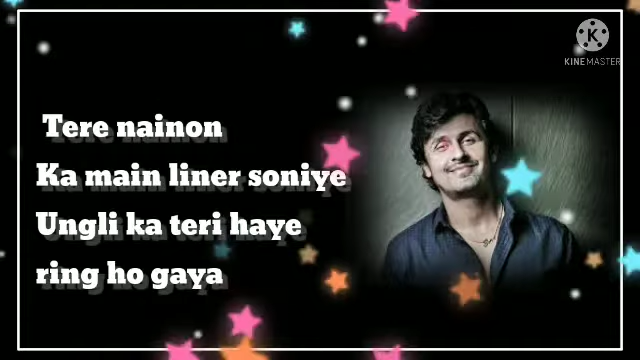 K
KINEMASTER
Tere nainon
Ka main liner soniye
Ungli ka teri haye
ring ho gaya